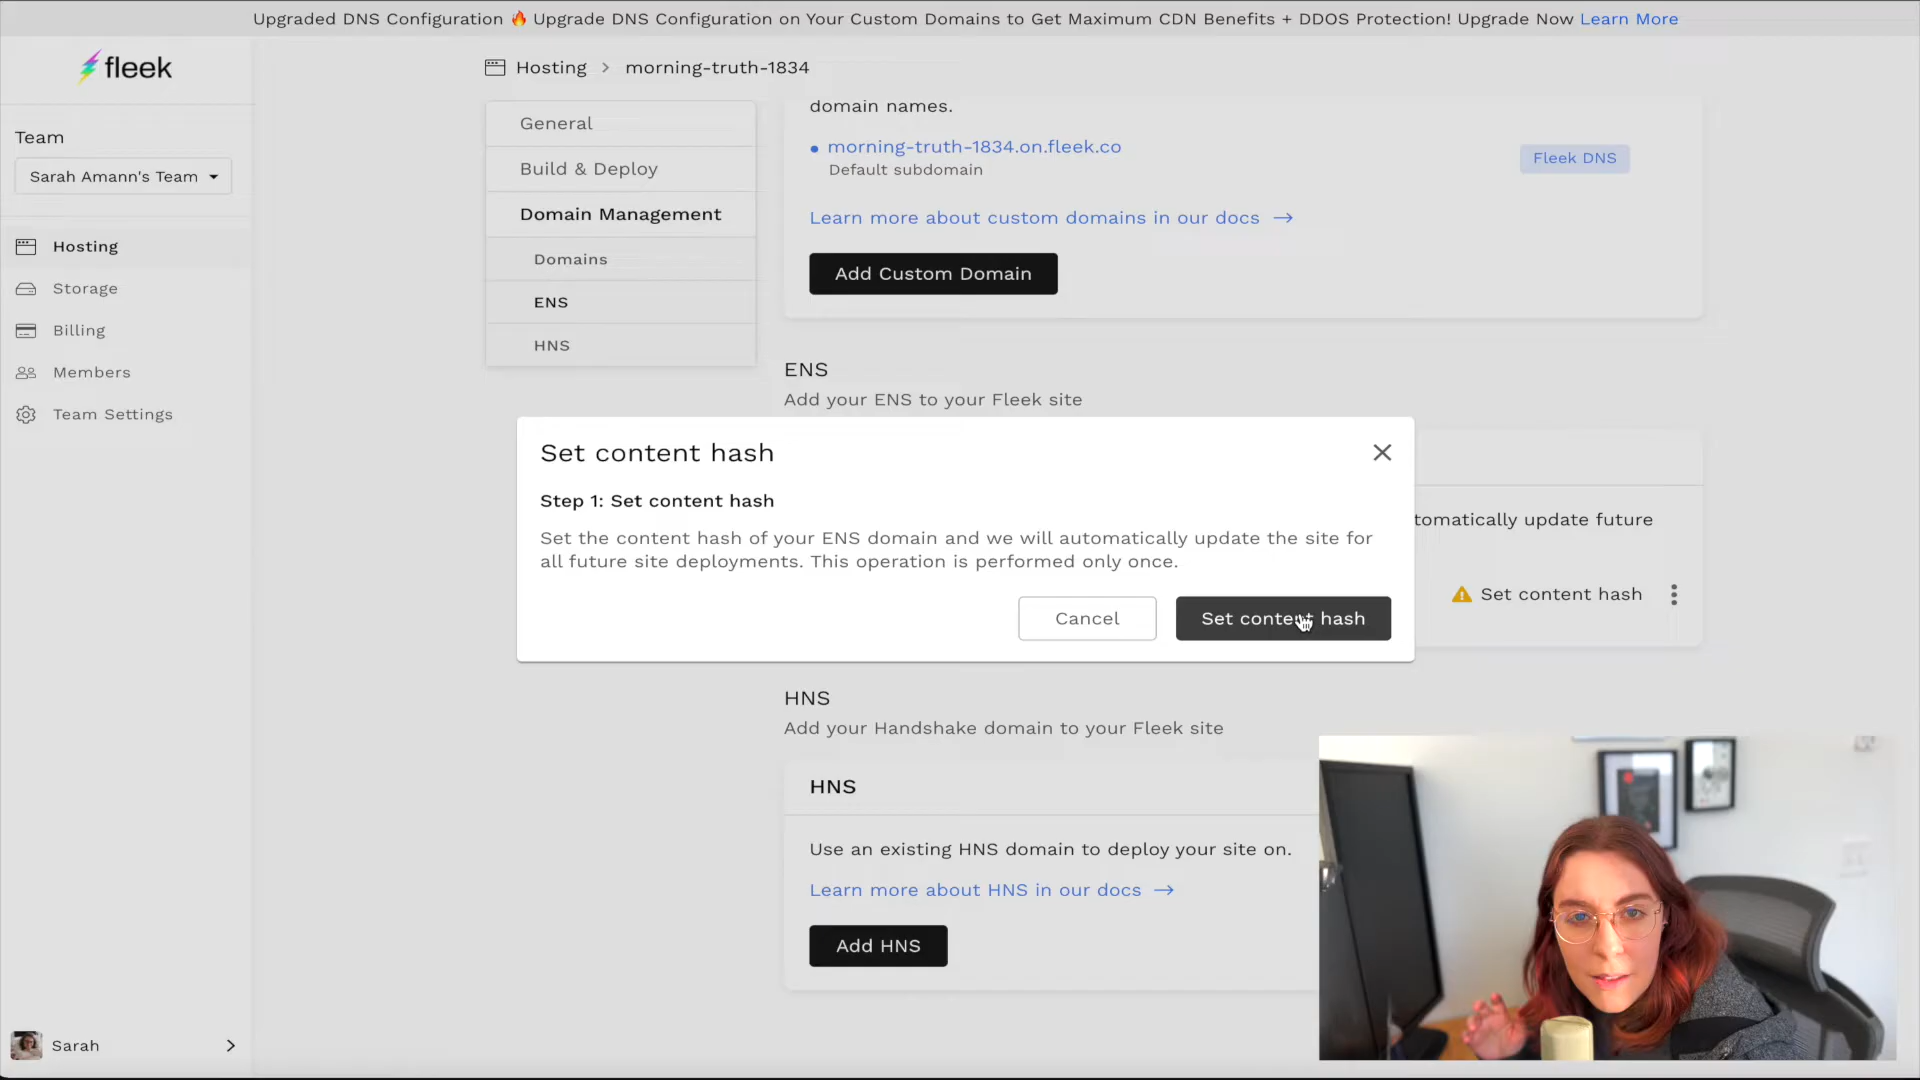 Upgraded DNS Configuration 🔥 Upgrade DNS Configuration on Your Custom Domains to Get Maximum CDN Benefits + DDOS Protection! Upgrade Now Learn More
fleek
Team
Sarah Amann's Team
Hosting
Storage
Billing
Members
Team Settings
Sarah
Hosting > morning-truth-1834
General
Build & Deploy
Domain Management
Domains
ENS
HNS
domain names.
morning-truth-1834.on.fleek.co
Default subdomain
Fleek DNS
Learn more about custom domains in our docs →
Add Custom Domain
ENS
Add your ENS to your Fleek site
tomatically update future
Set content hash
Set content hash
Step 1: Set content hash
Set the content hash of your ENS domain and we will automatically update the site for
all future site deployments. This operation is performed only once.
Cancel
Set content hash
HNS
Add your Handshake domain to your Fleek site
HNS
Use an existing HNS domain to deploy your site on.
Learn more about HNS in our docs →
Add HNS